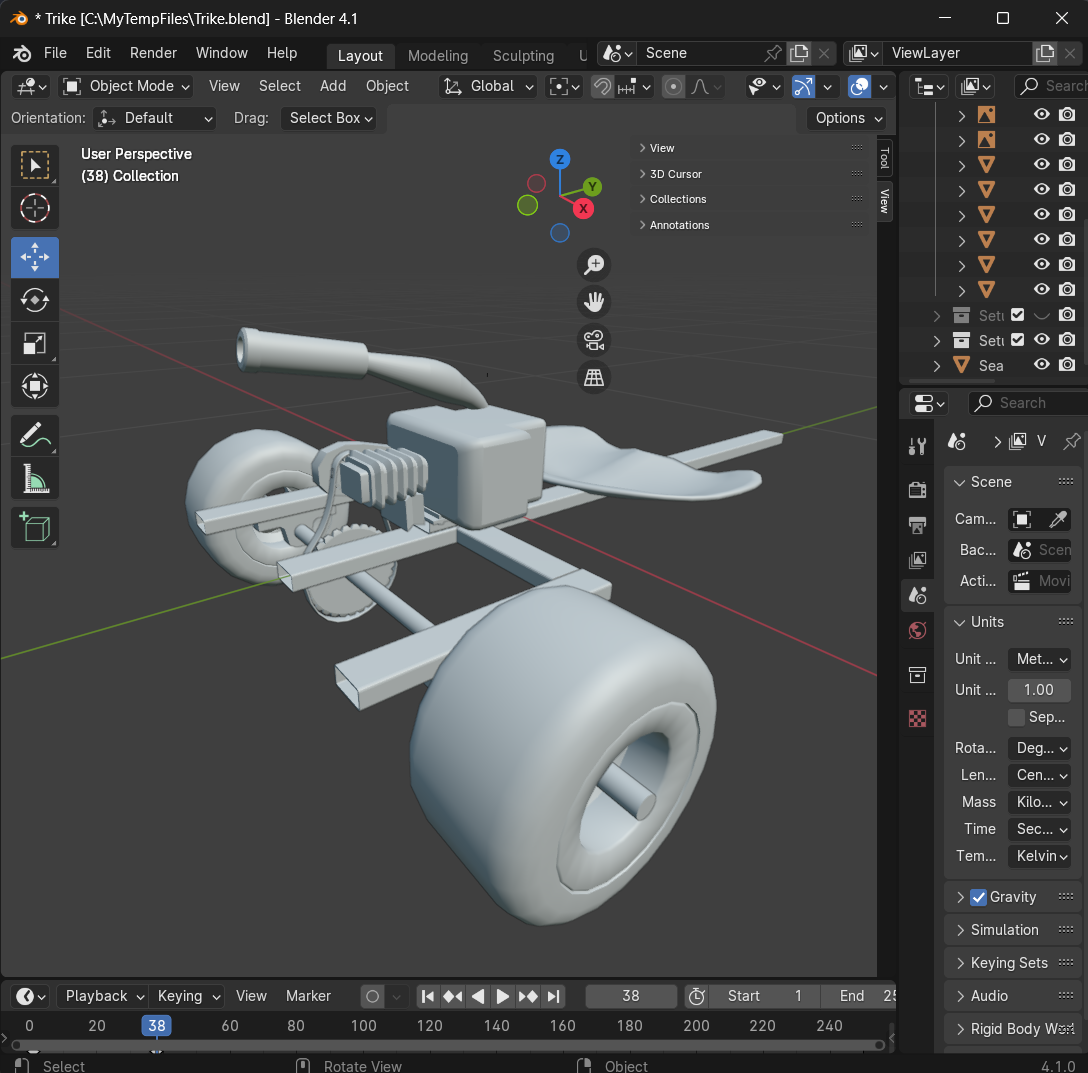 * Trike [C:\MyTempFiles\Trike.blend] - Blender 4.1
File Edit Render Window Help Layout Modeling Sculpting U Scene ViewLayer
Object Mode View Select Add Object Global Search
Orientation: Default Drag: Select Box Options
User Perspective
(38) Collection
Z
Y
X
View
3D Cursor
Collections
Annotations
Tool
View
Setu
Setu
Sea
Search
V
Scene
Cam...
Bac... Scen
Acti... Movi
Units
Unit ... Met...
Unit ... 1.00
Sep...
Rota... Deg...
Len... Cen...
Mass Kilo...
Time Sec...
Tem... Kelvin
Gravity
Simulation
Keying Sets
Audio
Rigid Body Worl
Playback Keying View Marker 38 Start 1 End 25
0 20 38 60 80 100 120 140 160 180 200 220 240
Select Rotate View Object 4.1.0